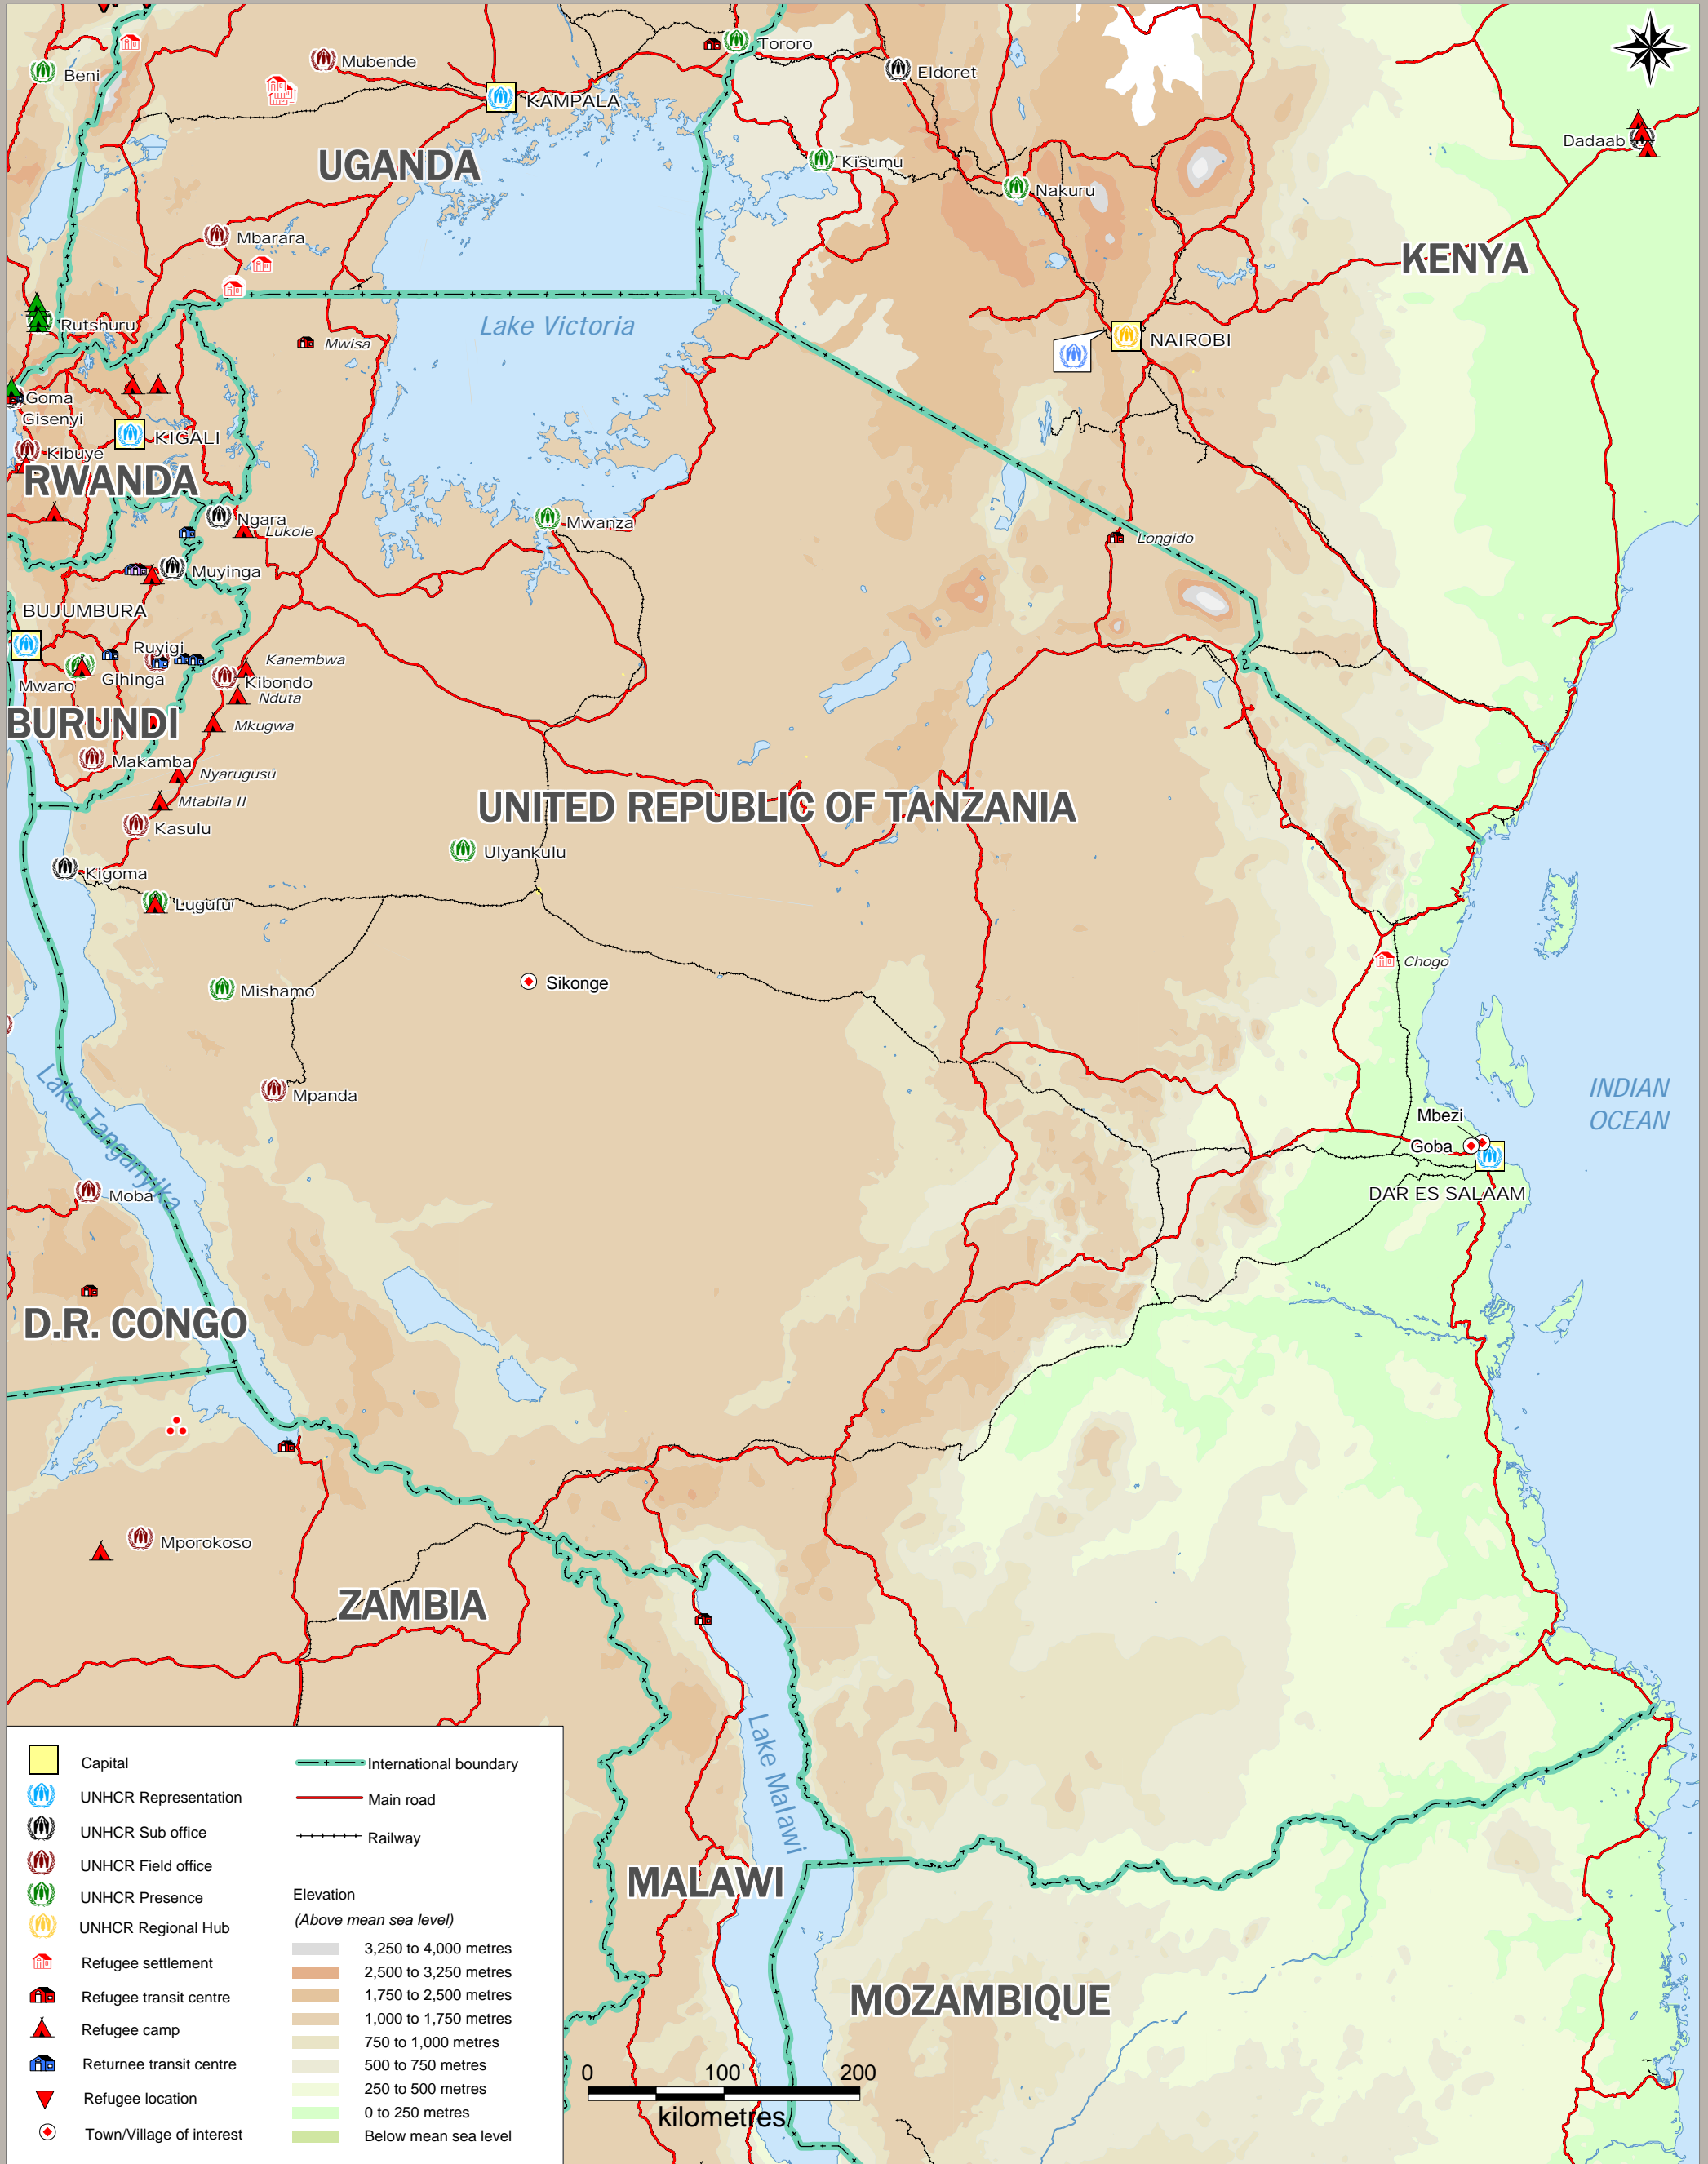 Beni
Mubende
KAMPALA
Tororo
Eldoret
Dadaab
UGANDA
Kisumu
Nakuru
Mbarara
KENYA
Rutshuru
Mwisa
Lake Victoria
NAIROBI
Goma
Gisenyi
KIGALI
Kibuye
RWANDA
Ngara
Lukole
Mwanza
Longido
Muyinga
BUJUMBURA
Ruyigi
Kanembwa
Mwaro
Gihinga
Kibondo
Nduta
BURUNDI
Mkugwa
Makamba
Nyarugusu
Mtabila II
UNITED REPUBLIC OF TANZANIA
Kasulu
Ulyankulu
Kigoma
Lugufu
Chogo
Mishamo
Sikonge
Lake Tanganyika
Mpanda
INDIAN
OCEAN
Mbezi
Goba
Moba
DAR ES SALAAM
D.R. CONGO
Mporokoso
ZAMBIA
Lake Malawi
MALAWI
MOZAMBIQUE
Capital
UNHCR Representation
UNHCR Sub office
UNHCR Field office
UNHCR Presence
UNHCR Regional Hub
Refugee settlement
Refugee transit centre
Refugee camp
Returnee transit centre
Refugee location
Town/Village of interest
International boundary
Main road
Railway
Elevation
(Above mean sea level)
3,250 to 4,000 metres
2,500 to 3,250 metres
1,750 to 2,500 metres
1,000 to 1,750 metres
750 to 1,000 metres
500 to 750 metres
250 to 500 metres
0 to 250 metres
Below mean sea level
0 100 200
kilometres